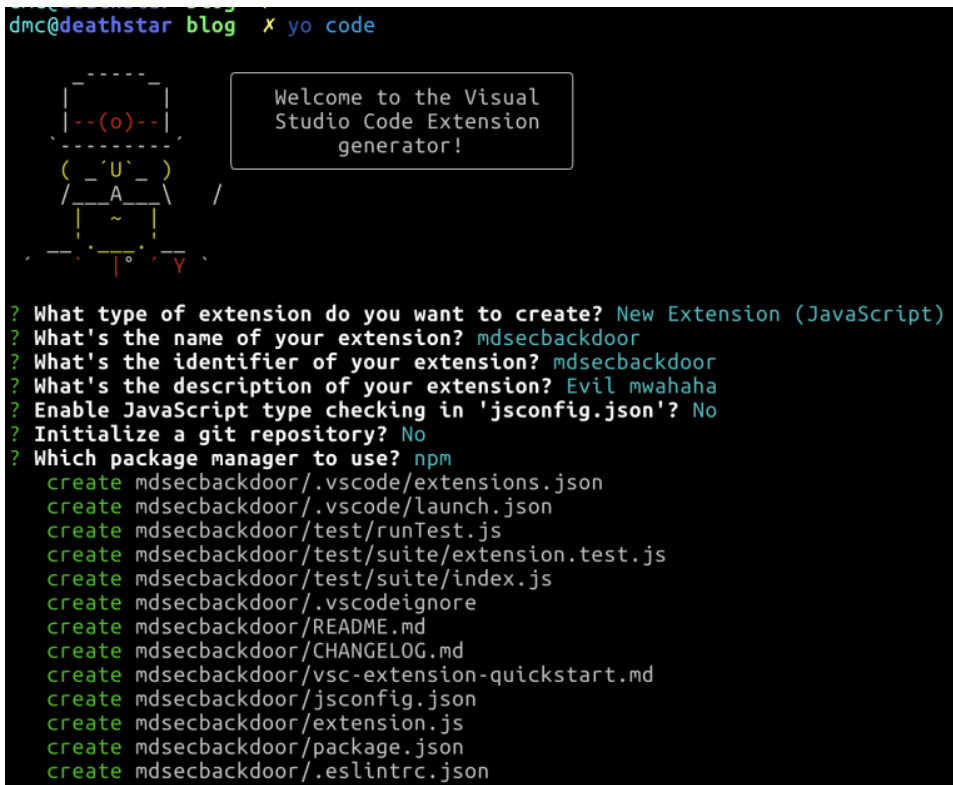 dmc@deathstar blog ✗ yo code
Welcome to the Visual
Studio Code Extension
generator!
--(o)--
( _´U`_ )
/___A___\ /
| ~ |
__'.___.'__
´ ` |° ´ Y `
? What type of extension do you want to create? New Extension (JavaScript)
? What's the name of your extension? mdsecbackdoor
? What's the identifier of your extension? mdsecbackdoor
? What's the description of your extension? Evil mwahaha
? Enable JavaScript type checking in 'jsconfig.json'? No
? Initialize a git repository? No
? Which package manager to use? npm
create mdsecbackdoor/.vscode/extensions.json
create mdsecbackdoor/.vscode/launch.json
create mdsecbackdoor/test/runTest.js
create mdsecbackdoor/test/suite/extension.test.js
create mdsecbackdoor/test/suite/index.js
create mdsecbackdoor/.vscodeignore
create mdsecbackdoor/README.md
create mdsecbackdoor/CHANGELOG.md
create mdsecbackdoor/vsc-extension-quickstart.md
create mdsecbackdoor/jsconfig.json
create mdsecbackdoor/extension.js
create mdsecbackdoor/package.json
create mdsecbackdoor/.eslintrc.json